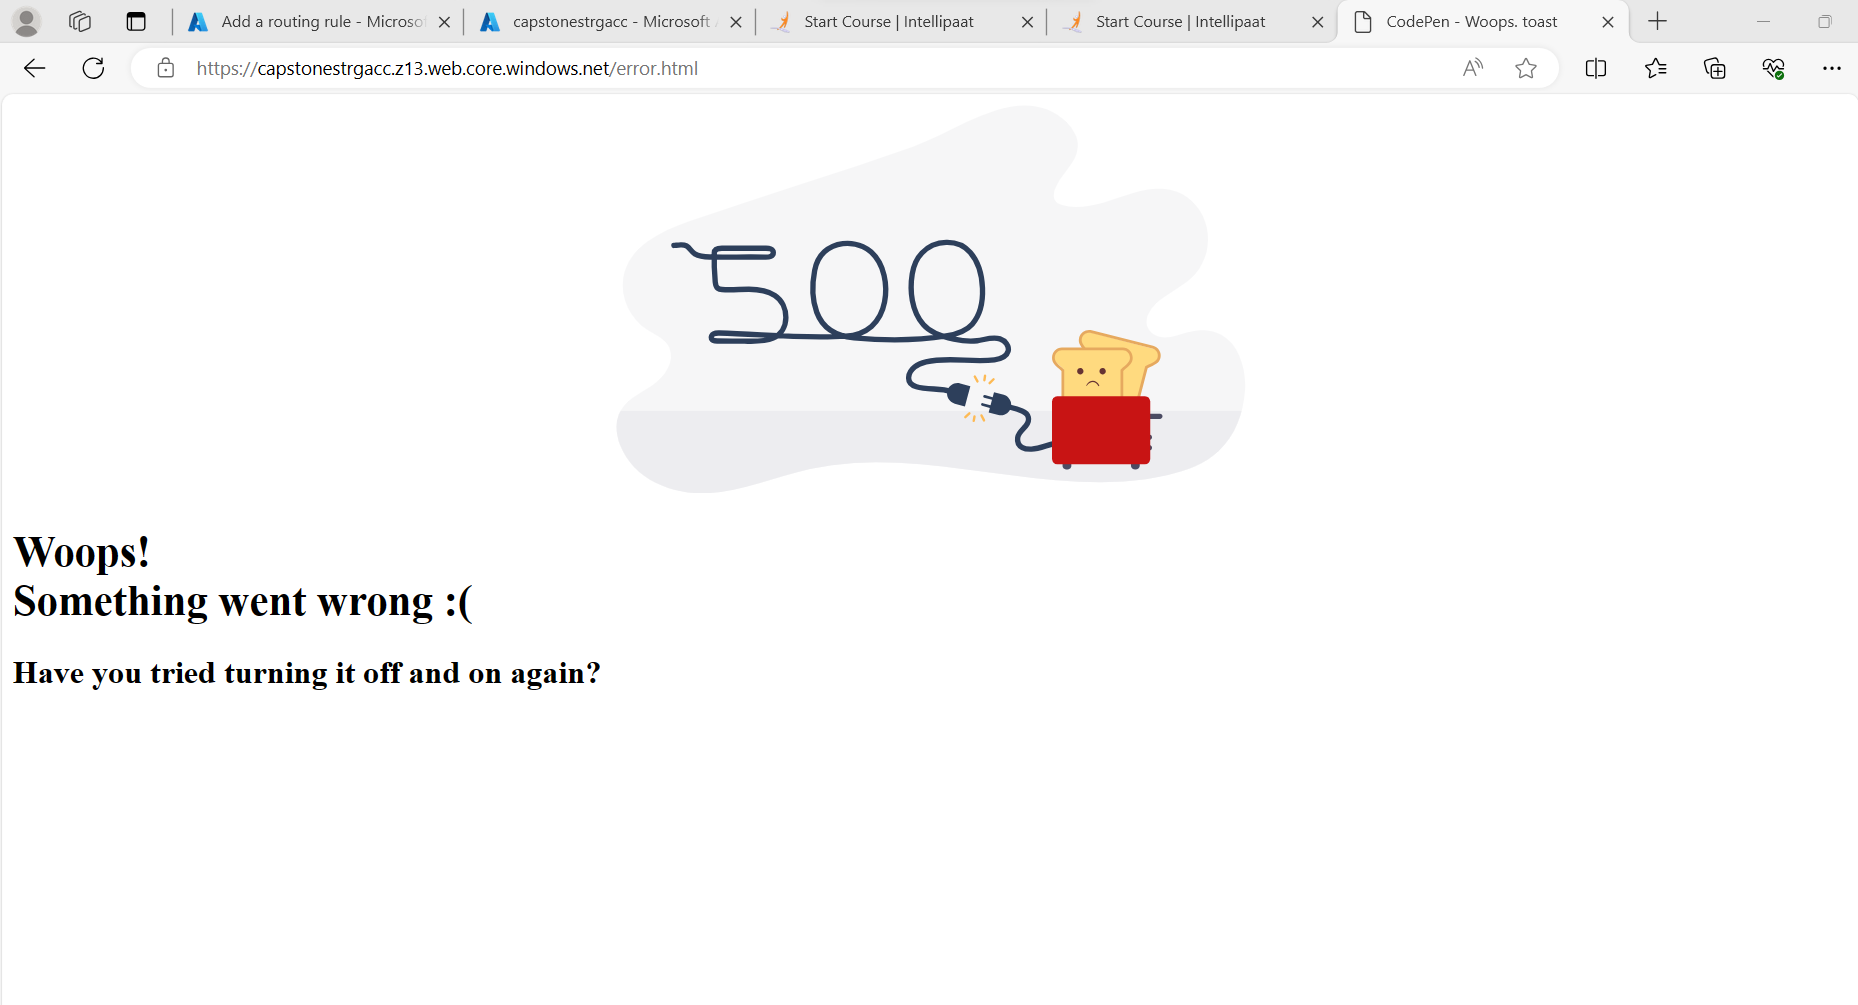 Add a routing rule - Microso
capstonestrgacc - Microsoft
Start Course | Intellipaat
Start Course | Intellipaat
CodePen - Woops. toast
https://capstonestrgacc.z13.web.core.windows.net/error.html
500
Woops!
Something went wrong :(
Have you tried turning it off and on again?